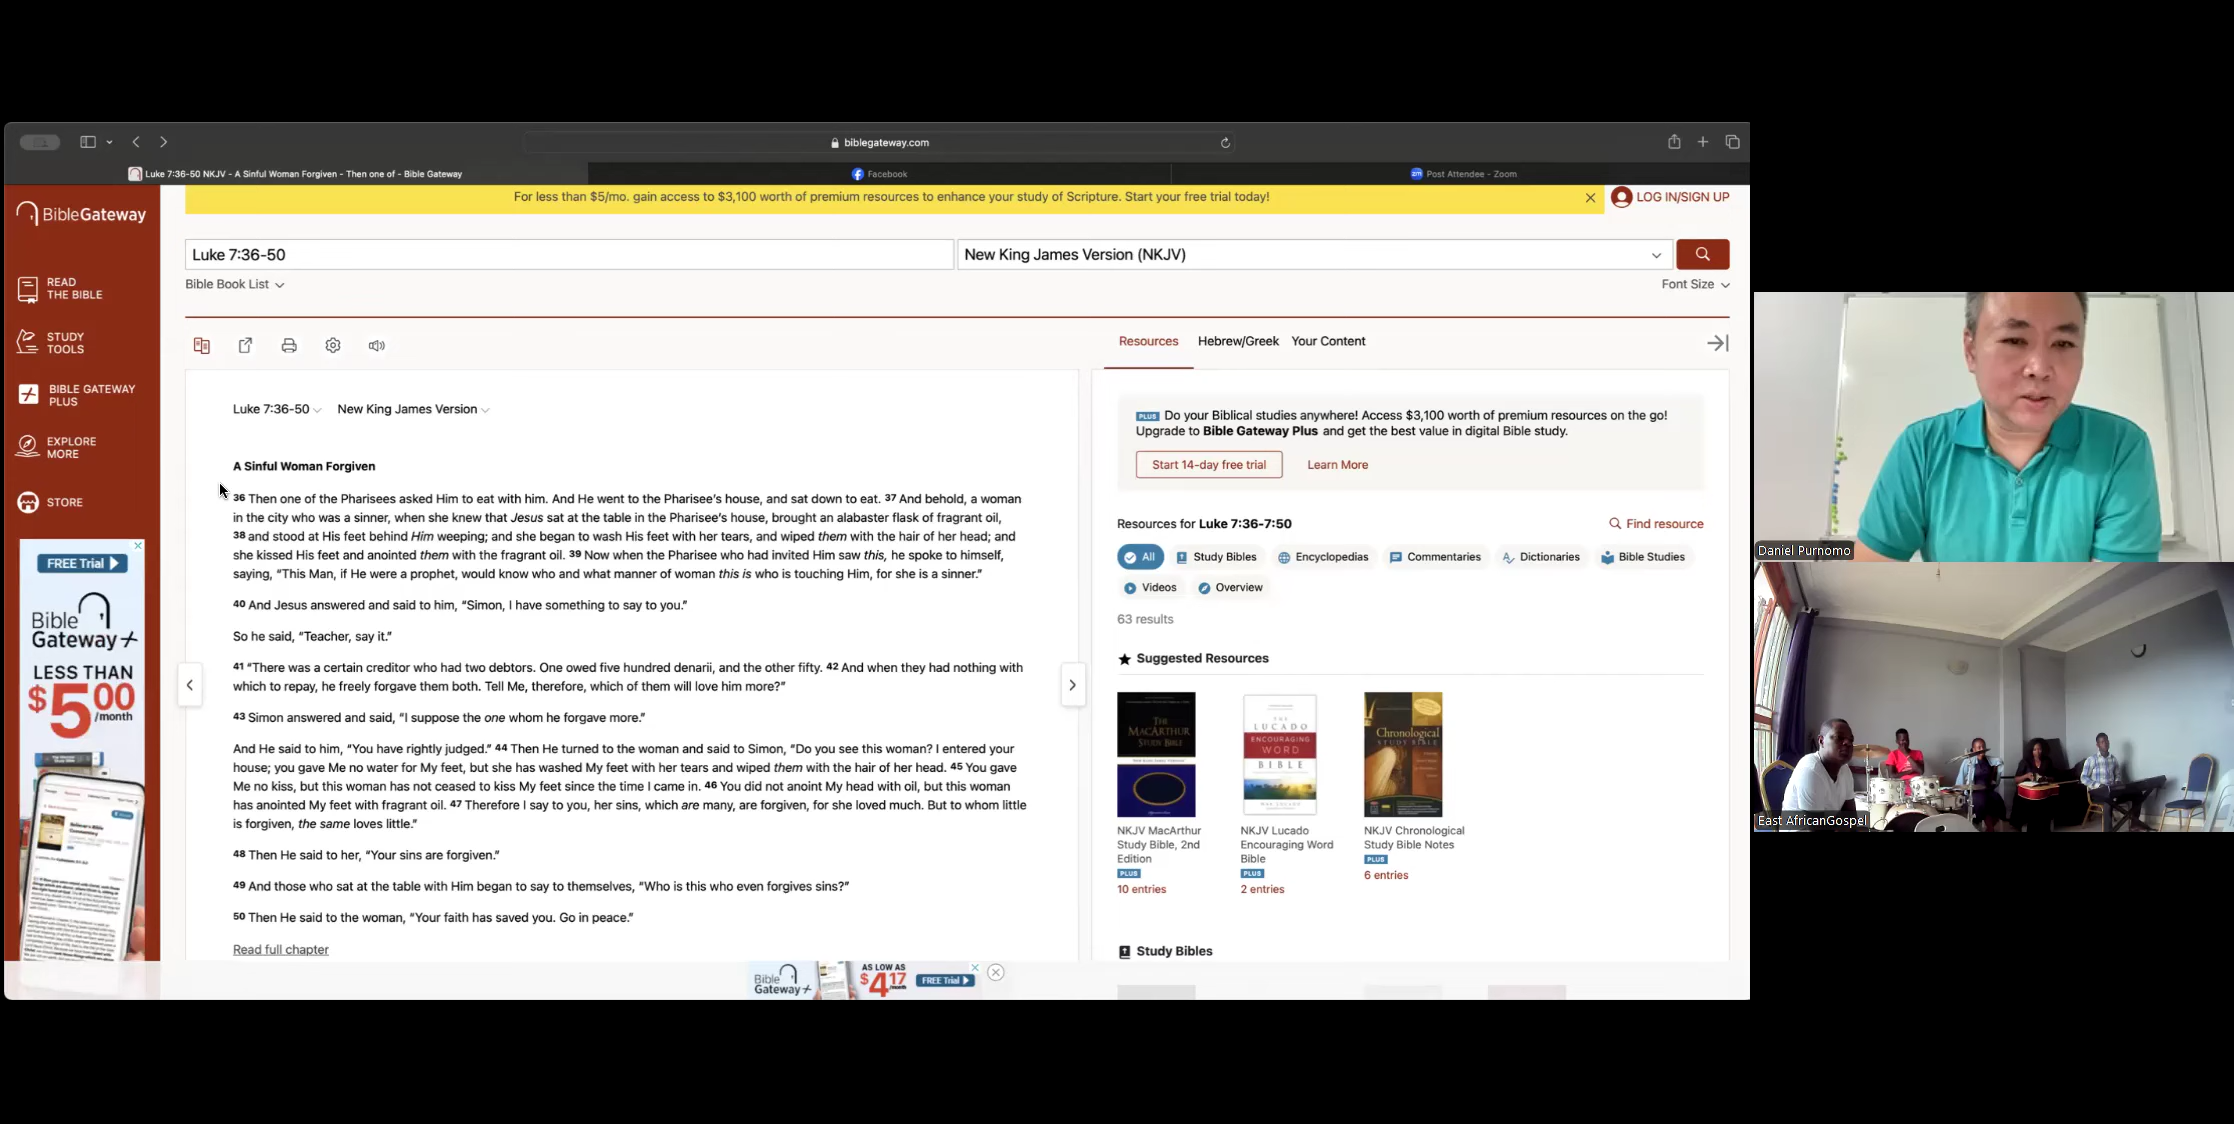 biblegateway.com
Luke 7:36-50 NKJV - A Sinful Woman Forgiven - Then one of - Bible Gateway
Facebook
Post Attendee - Zoom
BibleGateway
For less than $5/mo. gain access to $3,100 worth of premium resources to enhance your study of Scripture. Start your free trial today!
LOG IN/SIGN UP
Luke 7:36-50
New King James Version (NKJV)
Bible Book List
Font Size
READ
THE BIBLE
STUDY
TOOLS
BIBLE GATEWAY
PLUS
EXPLORE
MORE
STORE
FREE Trial
Bible
Gateway+
LESS THAN
$500
/month
Luke 7:36-50
New King James Version
A Sinful Woman Forgiven
36 Then one of the Pharisees asked Him to eat with him. And He went to the Pharisee's house, and sat down to eat. 37 And behold, a woman
in the city who was a sinner, when she knew that Jesus sat at the table in the Pharisee's house, brought an alabaster flask of fragrant oil,
38 and stood at His feet behind Him weeping; and she began to wash His feet with her tears, and wiped them with the hair of her head; and
she kissed His feet and anointed them with the fragrant oil. 39 Now when the Pharisee who had invited Him saw this, he spoke to himself,
saying, “This Man, if He were a prophet, would know who and what manner of woman this is who is touching Him, for she is a sinner.”
40 And Jesus answered and said to him, “Simon, I have something to say to you.”
So he said, “Teacher, say it.”
41 “There was a certain creditor who had two debtors. One owed five hundred denarii, and the other fifty. 42 And when they had nothing with
which to repay, he freely forgave them both. Tell Me, therefore, which of them will love him more?”
43 Simon answered and said, “I suppose the one whom he forgave more.”
And He said to him, “You have rightly judged.” 44 Then He turned to the woman and said to Simon, “Do you see this woman? I entered your
house; you gave Me no water for My feet, but she has washed My feet with her tears and wiped them with the hair of her head. 45 You gave
Me no kiss, but this woman has not ceased to kiss My feet since the time I came in. 46 You did not anoint My head with oil, but this woman
has anointed My feet with fragrant oil. 47 Therefore I say to you, her sins, which are many, are forgiven, for she loved much. But to whom little
is forgiven, the same loves little.”
48 Then He said to her, “Your sins are forgiven.”
49 And those who sat at the table with Him began to say to themselves, “Who is this who even forgives sins?”
50 Then He said to the woman, “Your faith has saved you. Go in peace.”
Read full chapter
Resources
Hebrew/Greek
Your Content
PLUS Do your Biblical studies anywhere! Access $3,100 worth of premium resources on the go!
Upgrade to Bible Gateway Plus and get the best value in digital Bible study.
Start 14-day free trial
Learn More
Resources for Luke 7:36-7:50
Find resource
All
Study Bibles
Encyclopedias
Commentaries
Dictionaries
Bible Studies
Videos
Overview
63 results
Suggested Resources
THE
MACARTHUR
STUDY BIBLE
THE
LUCADO
ENCOURAGING
WORD
BIBLE
Chronological
STUDY BIBLE
NKJV MacArthur
Study Bible, 2nd
Edition
PLUS
10 entries
NKJV Lucado
Encouraging Word
Bible
PLUS
2 entries
NKJV Chronological
Study Bible Notes
PLUS
6 entries
Study Bibles
Bible
Gateway+
AS LOW AS
$4.17
/month
FREE Trial
Daniel Purnomo
East AfricanGospel